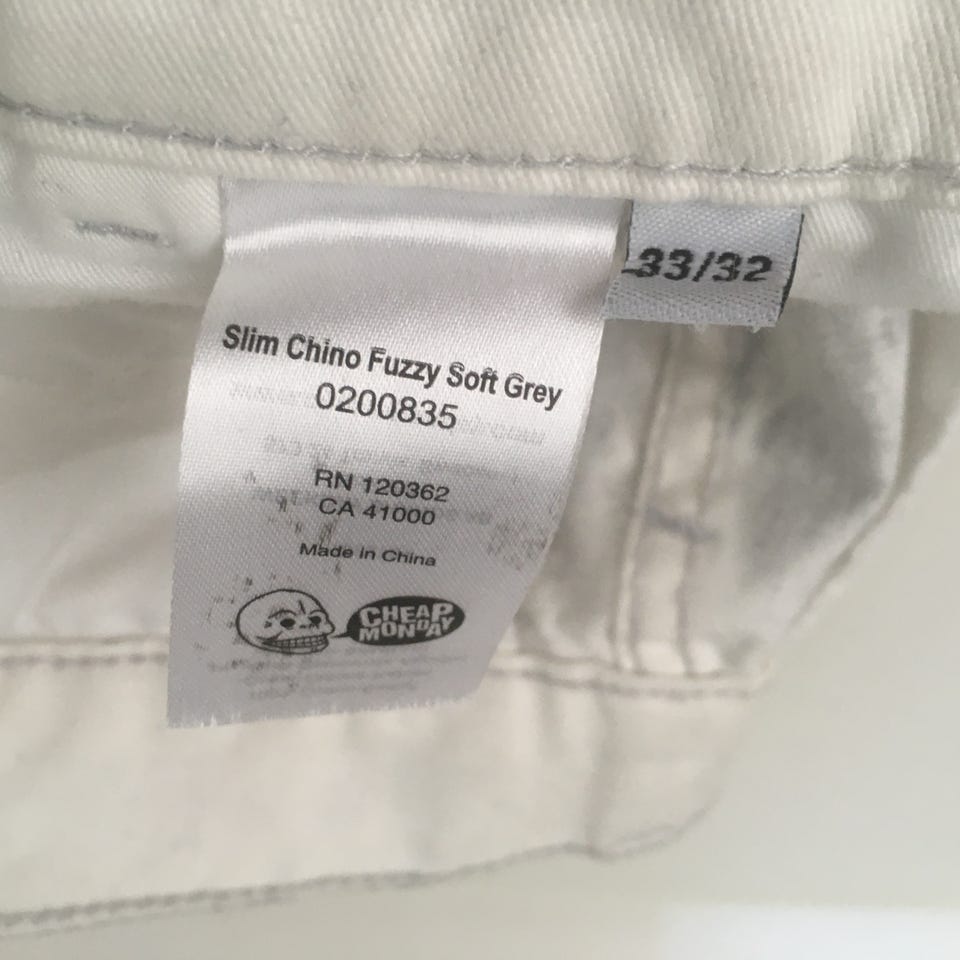 33/32
Slim Chino Fuzzy Soft Grey
0200835
RN 120362
CA 41000
Made in China
CHEAP
MONDAY